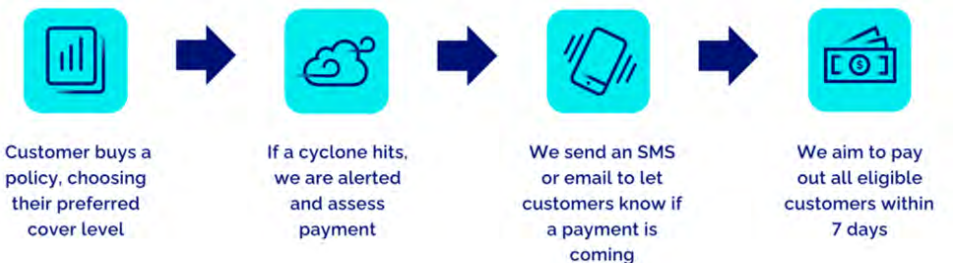 Customer buys a
policy, choosing
their preferred
cover level
If a cyclone hits,
we are alerted
and assess
payment
We send an SMS
or email to let
customers know if
a payment is
coming
We aim to pay
out all eligible
customers within
7 days